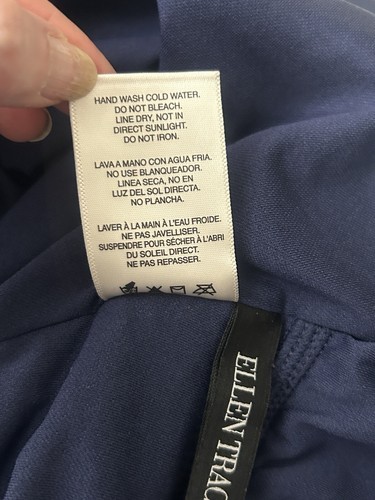 HAND WASH COLD WATER.
DO NOT BLEACH.
LINE DRY, NOT IN
DIRECT SUNLIGHT.
DO NOT IRON.
LAVA A MANO CON AGUA FRIA.
NO USE BLANQUEADOR.
LINEA SECA, NO EN
LUZ DEL SOL DIRECTA.
NO PLANCHA.
LAVER À LA MAIN À L'EAU FROIDE.
NE PAS JAVELLISER.
SUSPENDRE POUR SÉCHER À L'ABRI
DU SOLEIL DIRECT.
NE PAS REPASSER.
ELLEN TRAC